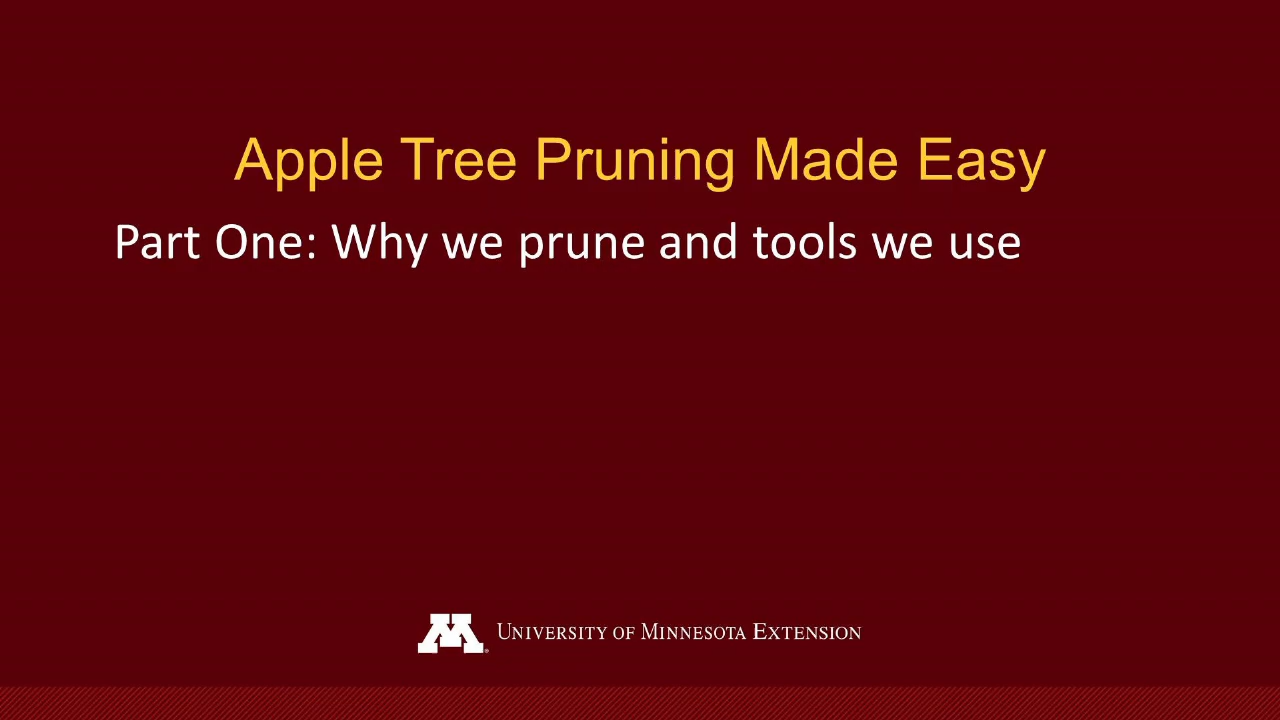 Apple Tree Pruning Made Easy
Part One: Why we prune and tools we use
M® UNIVERSITY OF MINNESOTA EXTENSION